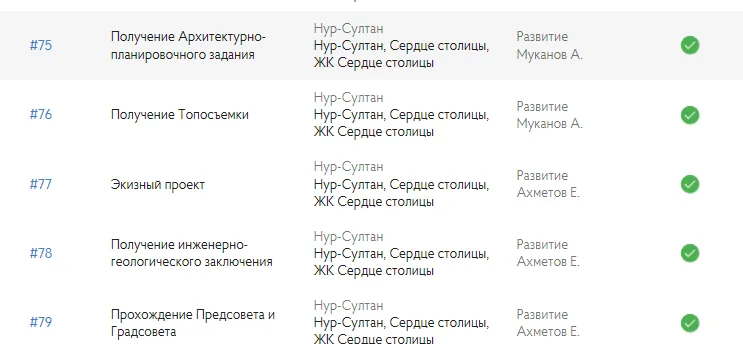 #75
Получение Архитектурно-
планировочного задания
Нур-Султан
Нур-Султан, Сердце столицы,
ЖК Сердце столицы
Развитие
Муканов А.
#76
Получение Топосъемки
Нур-Султан
Нур-Султан, Сердце столицы,
ЖК Сердце столицы
Развитие
Муканов А.
#77
Экизный проект
Нур-Султан
Нур-Султан, Сердце столицы,
ЖК Сердце столицы
Развитие
Ахметов Е.
#78
Получение инженерно-
геологического заключения
Нур-Султан
Нур-Султан, Сердце столицы,
ЖК Сердце столицы
Развитие
Ахметов Е.
#79
Прохождение Предсовета и
Градсовета
Нур-Султан
Нур-Султан, Сердце столицы,
ЖК Сердце столицы
Развитие
Ахметов Е.